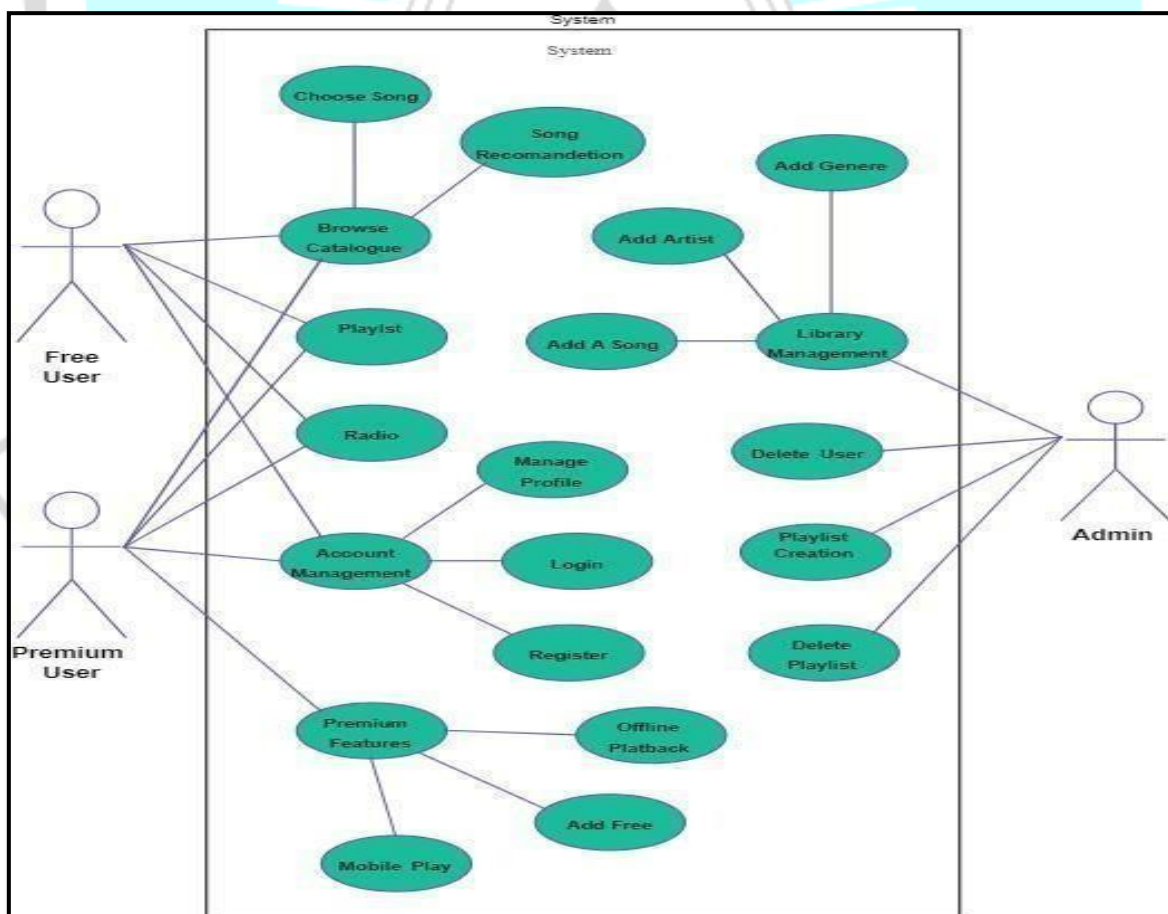 System
System
Choose Song
Song
Recomandetion
Add Genere
Browse
Catalogue
Add Artist
Playlst
Add A Song
Library
Management
Free
User
Radio
Manage
Profile
Delete User
Admin
Account
Management
Login
Playlist
Creation
Register
Delete
Playlist
Premium
User
Premium
Features
Offline
Platback
Add Free
Mobile Play